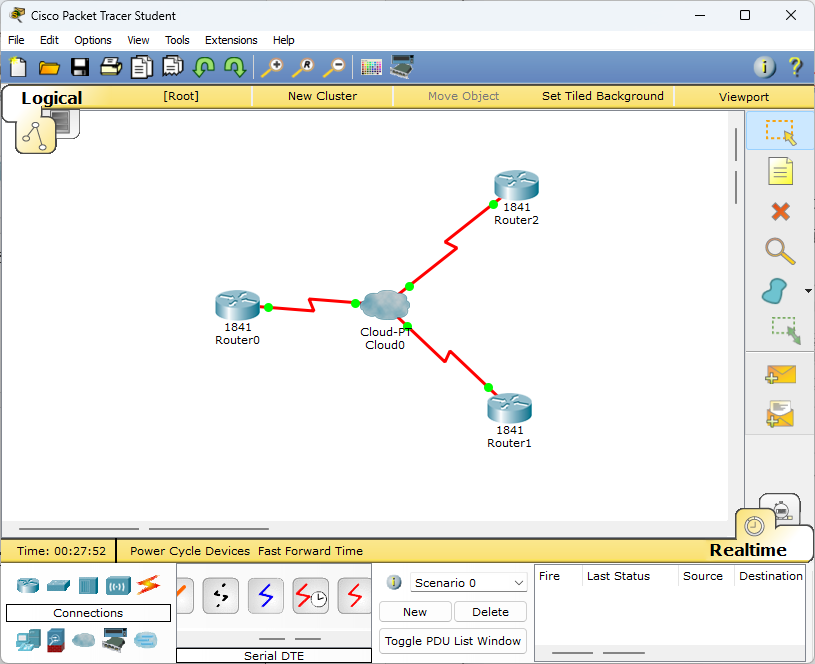 Cisco Packet Tracer Student
File Edit Options View Tools Extensions Help
Logical [Root] New Cluster Move Object Set Tiled Background Viewport
1841
Router2
1841
Router0
Cloud-PT
Cloud0
1841
Router1
Time: 00:27:52 Power Cycle Devices Fast Forward Time Realtime
Connections
Serial DTE
Scenario 0
New Delete
Toggle PDU List Window
Fire Last Status Source Destination